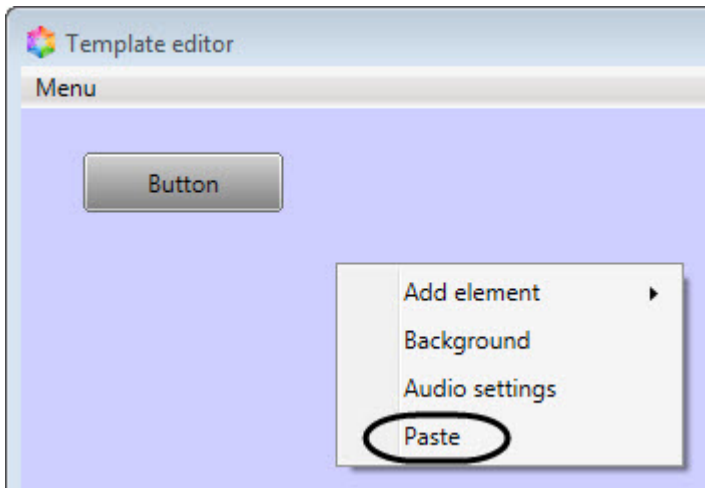 Template editor
Menu
Button
Add element
Background
Audio settings
Paste